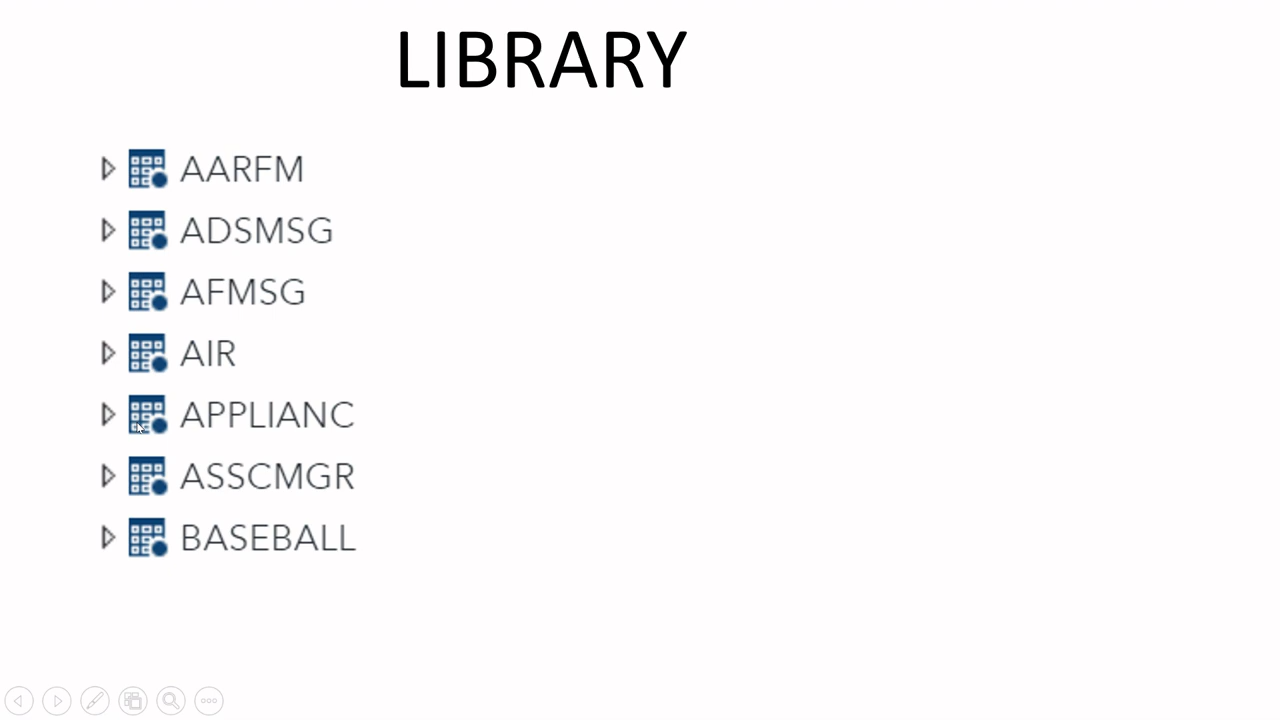 LIBRARY
AARFM
ADSMSG
AFMSG
AIR
APPLIANC
ASSCMGR
BASEBALL